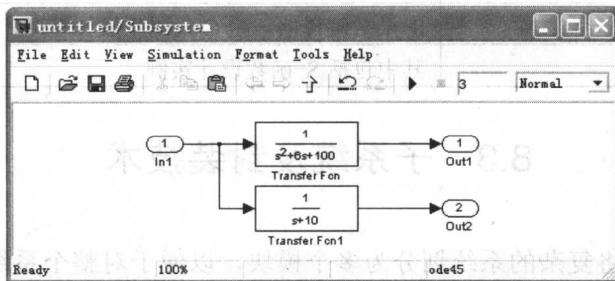 untitled/Subsystem
File Edit View Simulation Format Tools Help
3 Normal
1
In1
1
s²+6s+100
Transfer Fcn
1
Out1
1
s+10
Transfer Fcn1
2
Out2
Ready 100% ode45